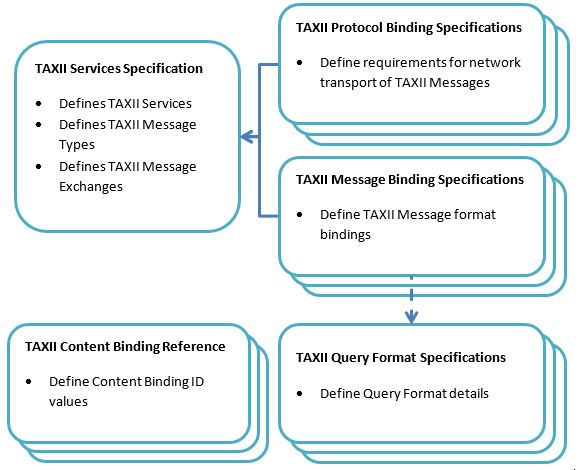 TAXII Services Specification
• Defines TAXII Services
• Defines TAXII Message
Types
• Defines TAXII Message
Exchanges
TAXII Protocol Binding Specifications
• Define requirements for network
transport of TAXII Messages
TAXII Message Binding Specifications
• Define TAXII Message format
bindings
TAXII Content Binding Reference
• Define Content Binding ID
values
TAXII Query Format Specifications
• Define Query Format details